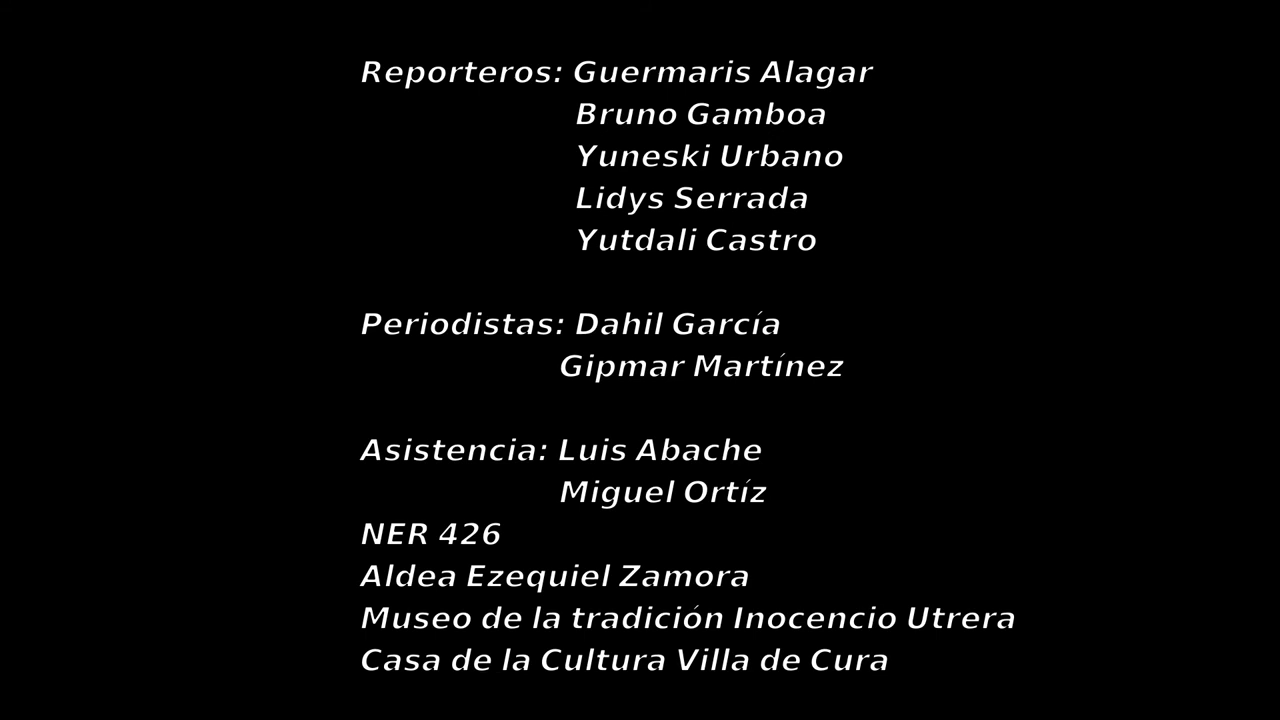 Reporteros: Guermaris Alagar
Bruno Gamboa
Yuneski Urbano
Lidys Serrada
Yutdali Castro
Periodistas: Dahil García
Gipmar Martínez
Asistencia: Luis Abache
Miguel Ortíz
NER 426
Aldea Ezequiel Zamora
Museo de la tradición Inocencio Utrera
Casa de la Cultura Villa de Cura